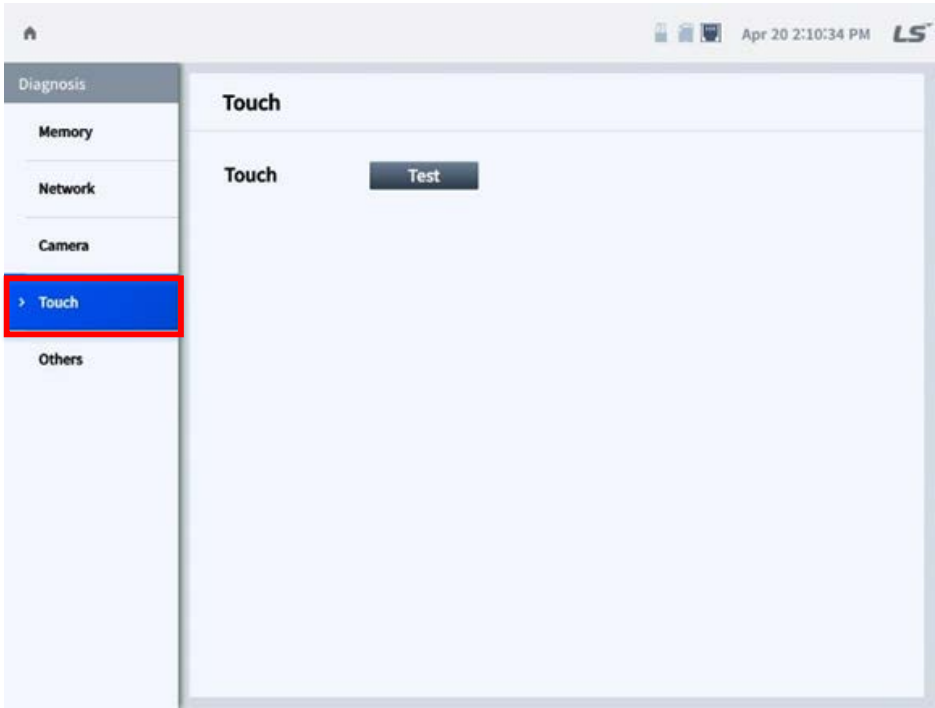 Apr 20 2:10:34 PM LS
Diagnosis
Memory
Network
Camera
> Touch
Others
Touch
Touch Test